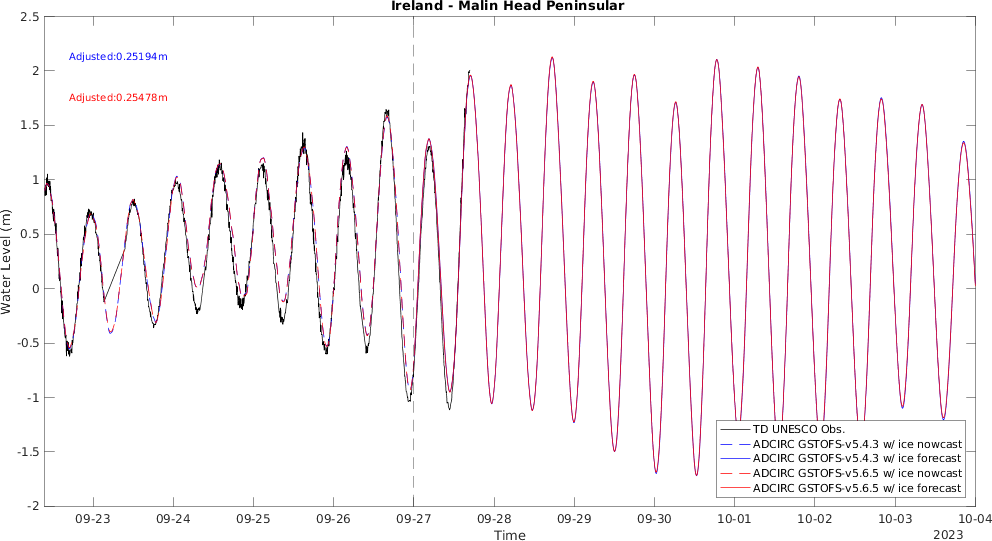 Ireland - Malin Head Peninsular
Adjusted:0.25194m
Adjusted:0.25478m
2.5
2
1.5
1
0.5
0
-0.5
-1
-1.5
-2
Water Level (m)
TD UNESCO Obs.
ADCIRC GSTOFS-v5.4.3 w/ ice nowcast
ADCIRC GSTOFS-v5.4.3 w/ ice forecast
ADCIRC GSTOFS-v5.6.5 w/ ice nowcast
ADCIRC GSTOFS-v5.6.5 w/ ice forecast
09-23 09-24 09-25 09-26 09-27 09-28 09-29 09-30 10-01 10-02 10-03 10-04
Time
2023